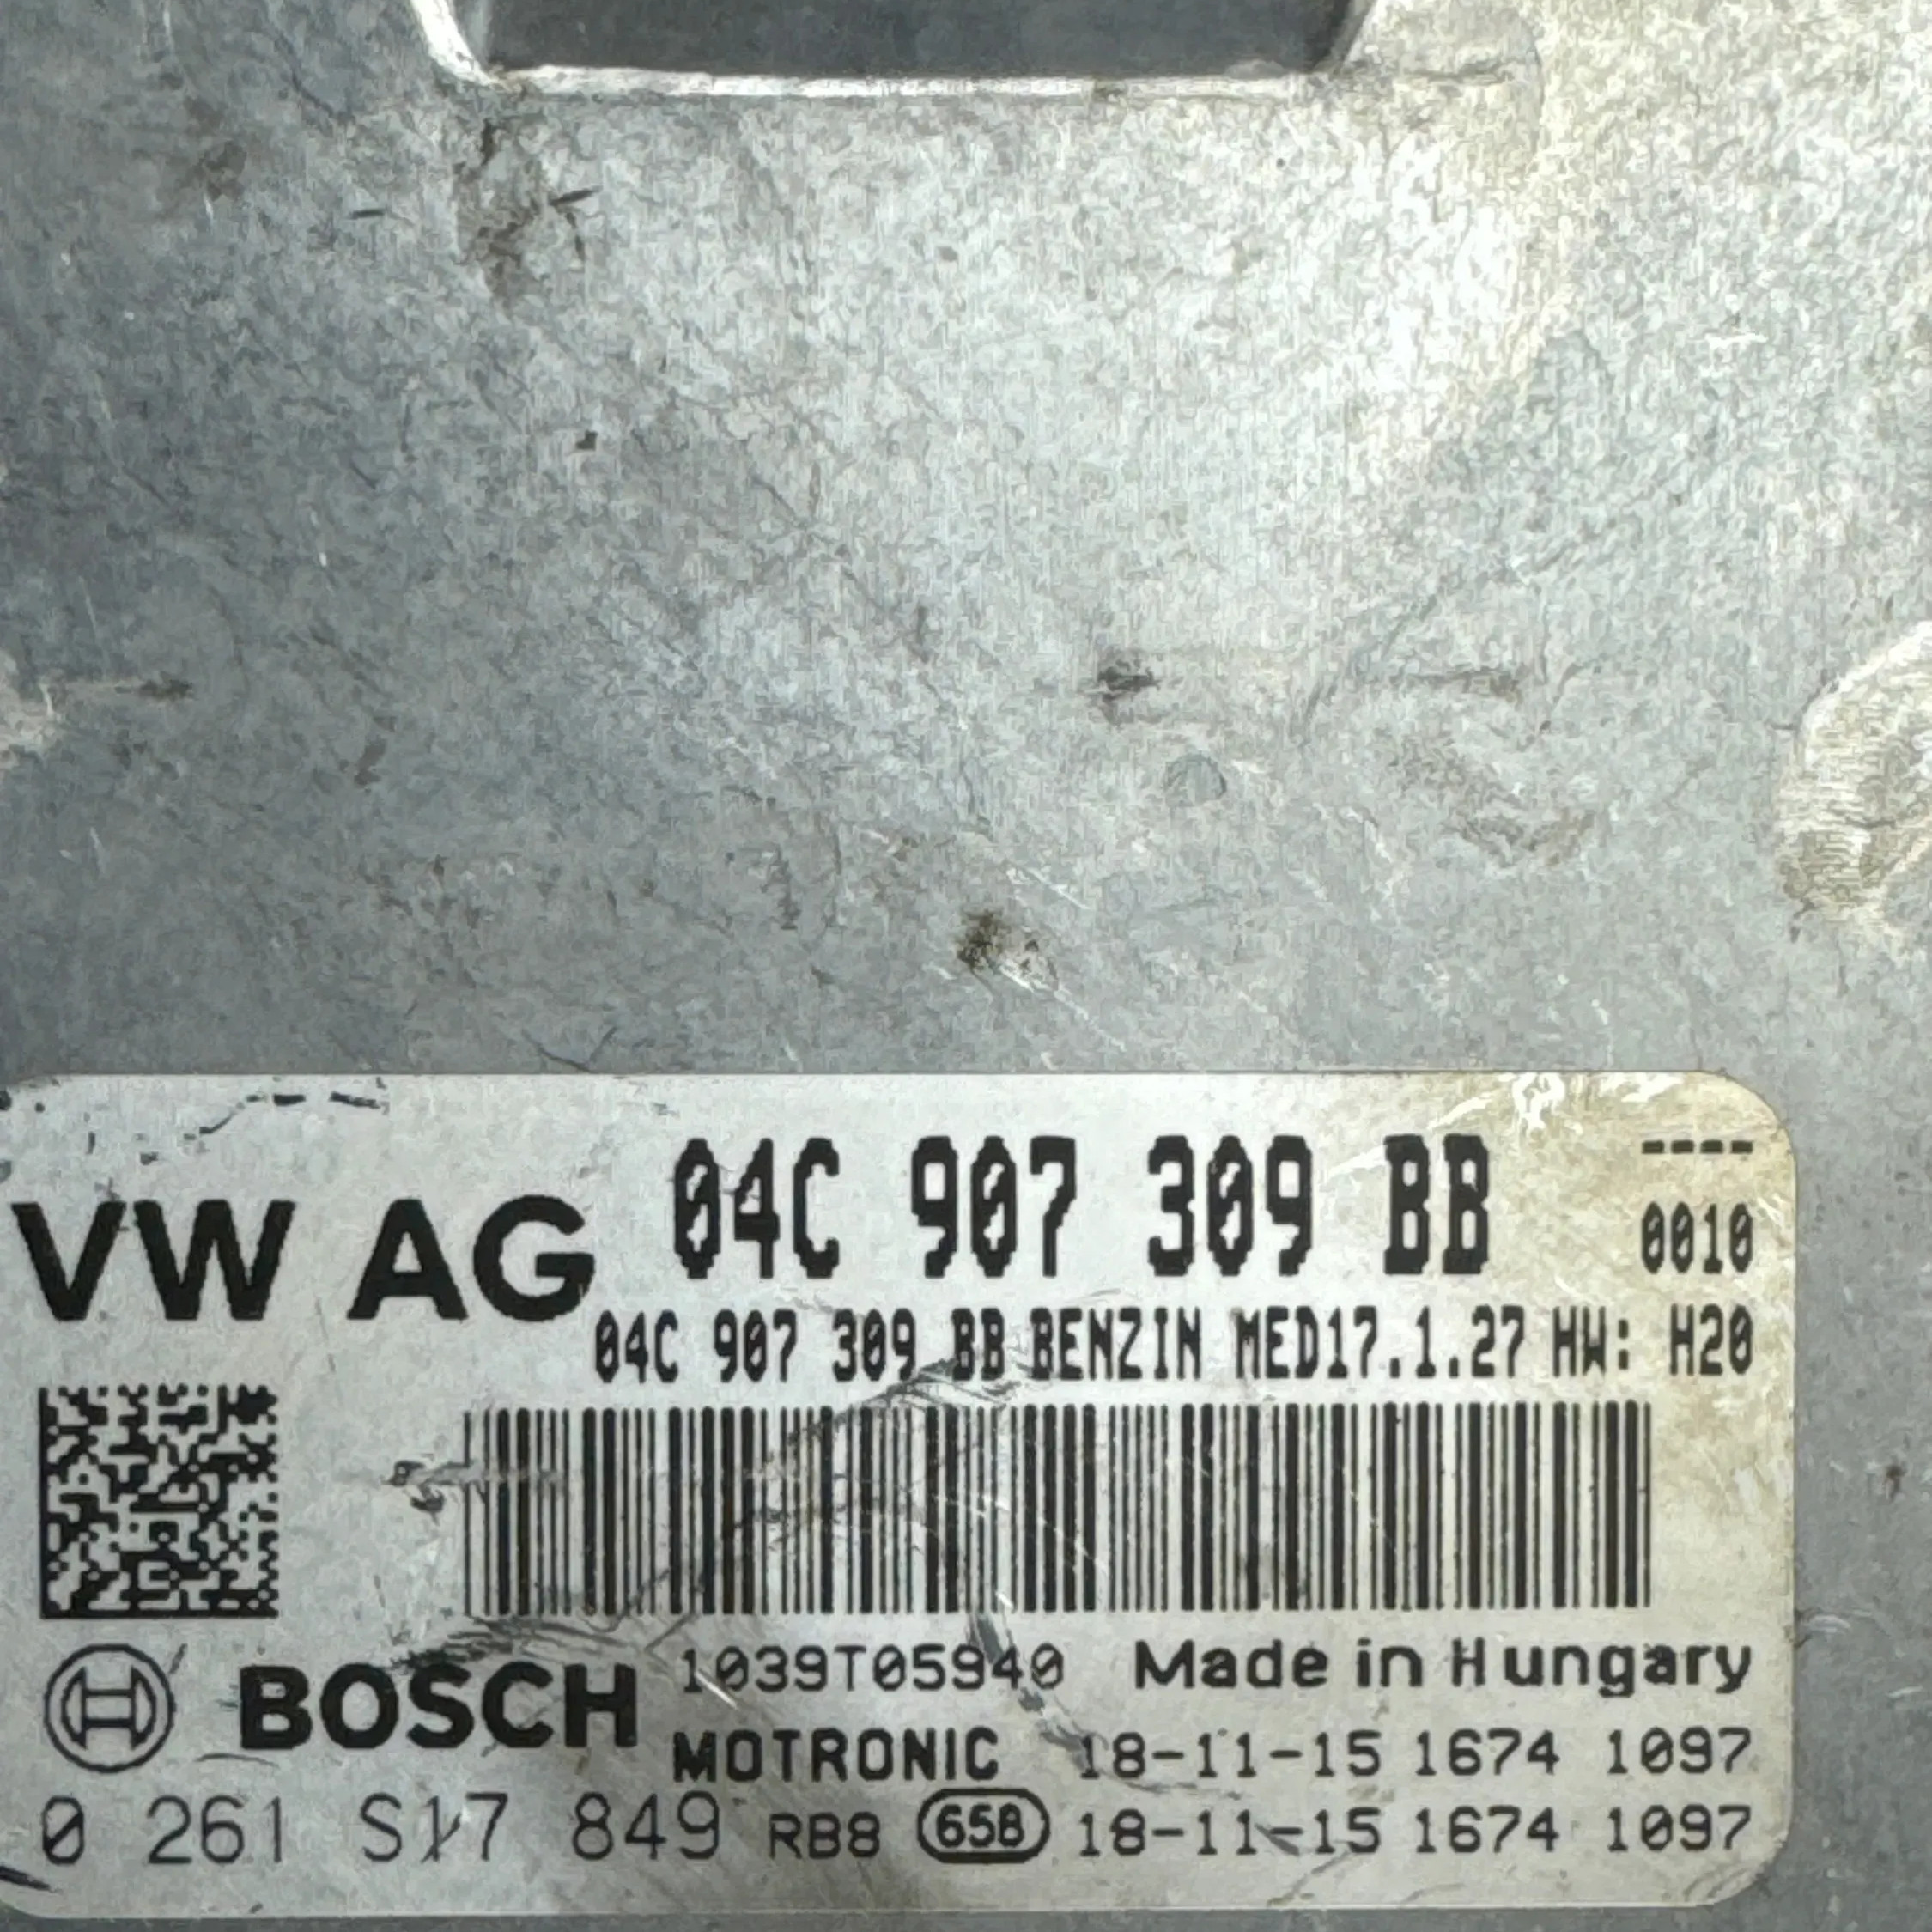 VW AG 04C 907 309 BB ----
0010
04C 907 309 BB BENZIN MED17.1.27 HW: H20
BOSCH 1039T05940 Made in Hungary
MOTRONIC 18-11-15 1674 1097
0 261 S17 849 RB8 658 18-11-15 1674 1097